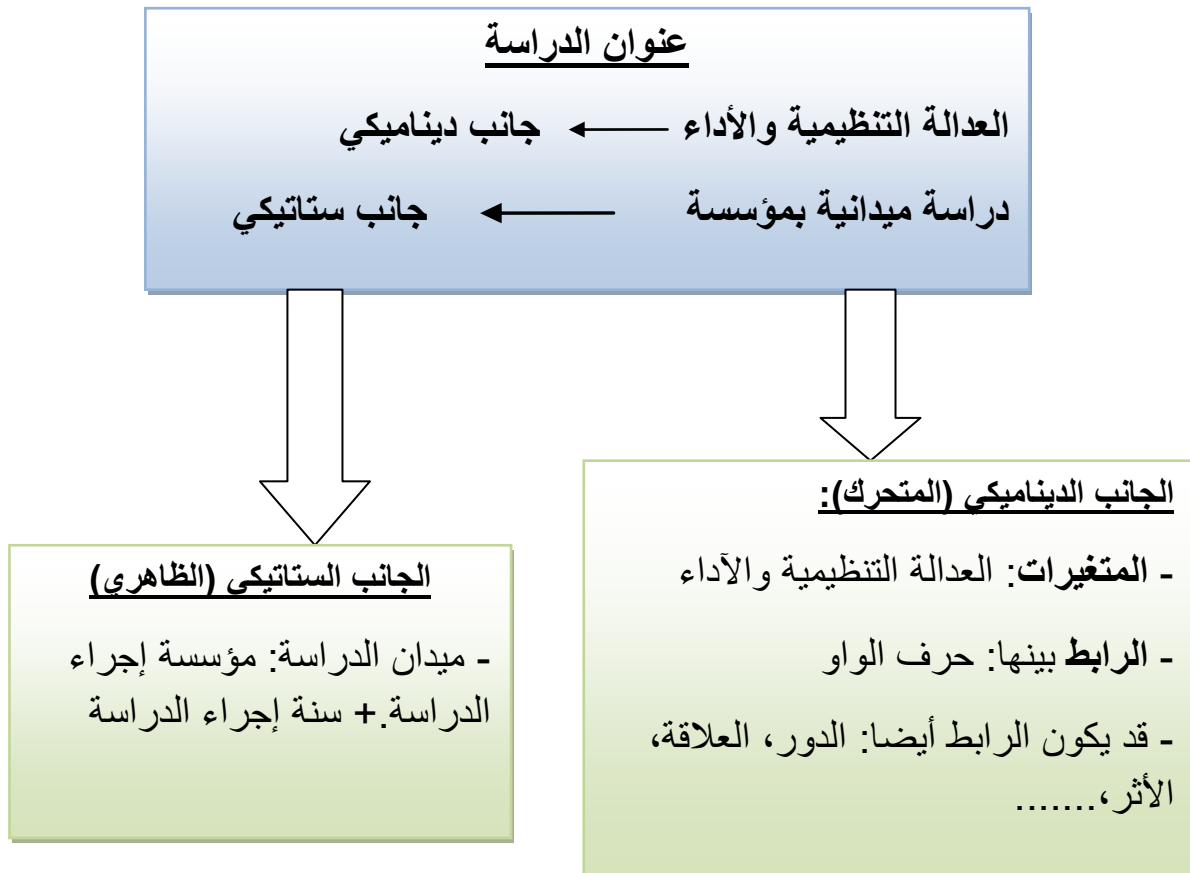 عنوان الدراسة
العدالة التنظيمية والأداء جانب ديناميكي
دراسة ميدانية بمؤسسة جانب ستاتيكي
الجانب الديناميكي (المتحرك):
- المتغيرات: العدالة التنظيمية والآداء
- الرابط بينها: حرف الواو
- قد يكون الرابط أيضا: الدور، العلاقة،
الأثر،.......
الجانب الستاتيكي (الظاهري)
- ميدان الدراسة: مؤسسة إجراء
الدراسة.+ سنة إجراء الدراسة